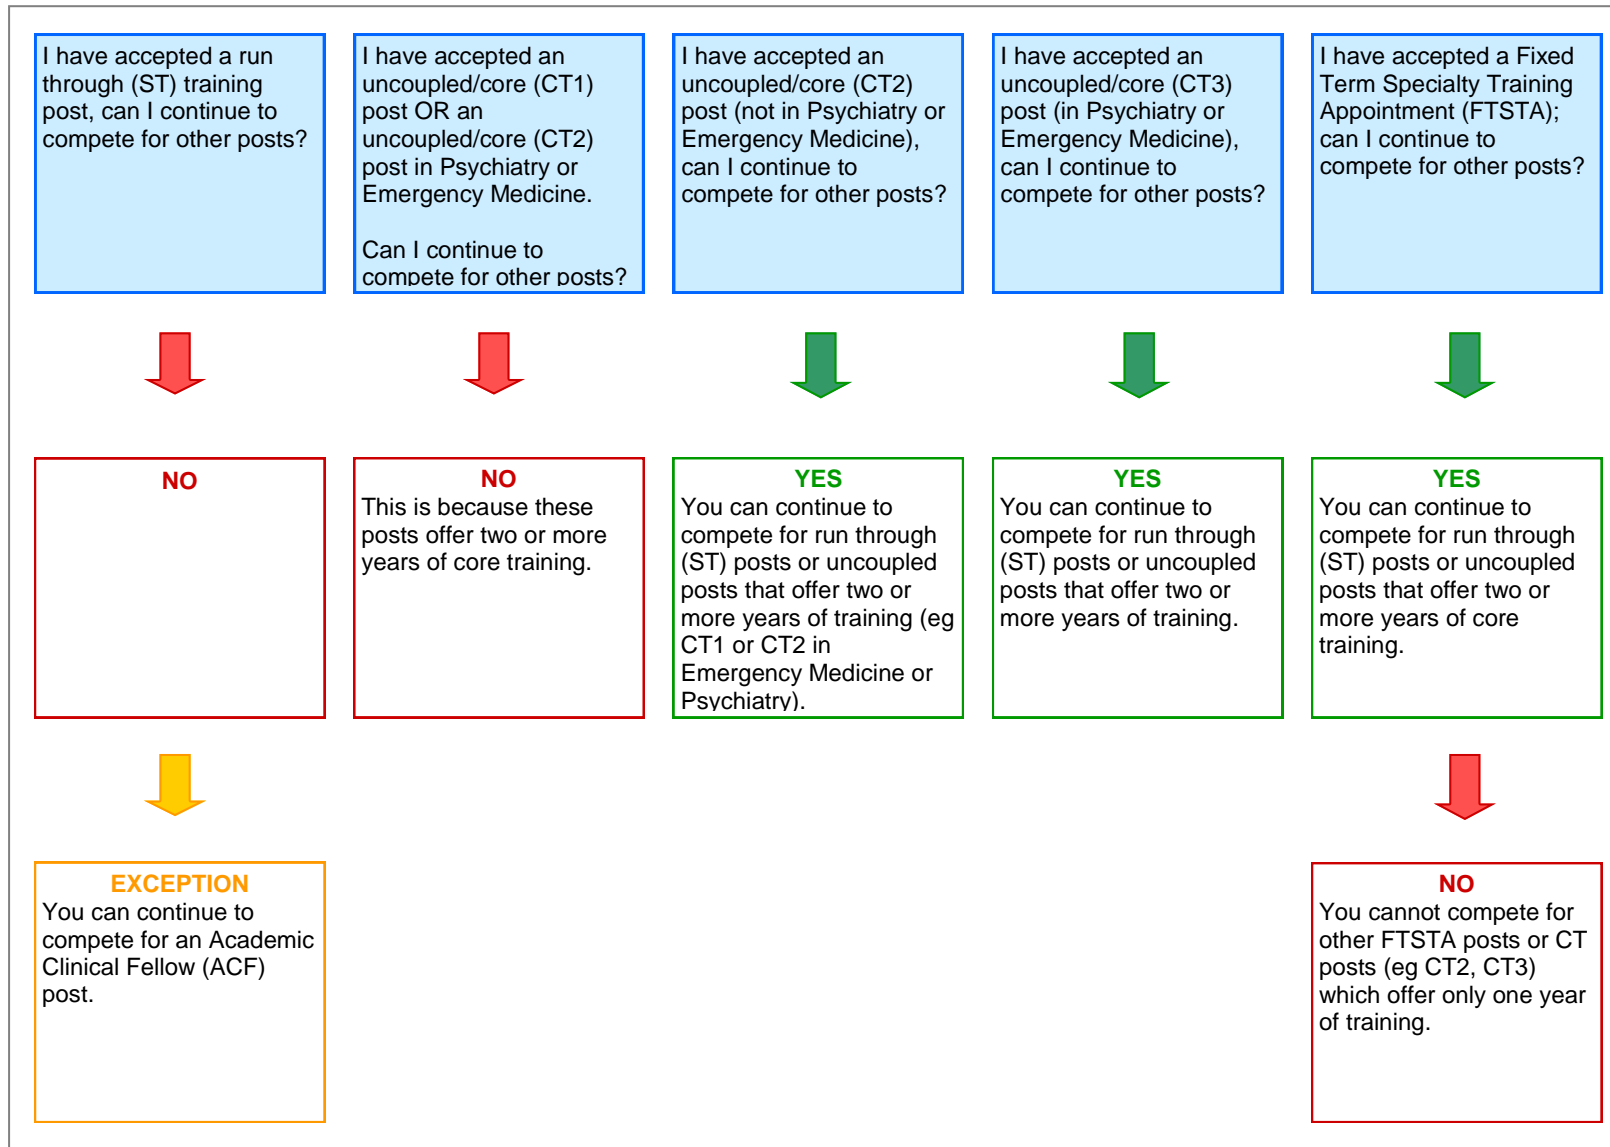 I have accepted a run
through (ST) training
post, can I continue to
compete for other posts?
I have accepted an
uncoupled/core (CT1)
post OR an
uncoupled/core (CT2)
post in Psychiatry or
Emergency Medicine.
Can I continue to
compete for other posts?
I have accepted an
uncoupled/core (CT2)
post (not in Psychiatry or
Emergency Medicine),
can I continue to
compete for other posts?
I have accepted an
uncoupled/core (CT3)
post (in Psychiatry or
Emergency Medicine),
can I continue to
compete for other posts?
I have accepted a Fixed
Term Specialty Training
Appointment (FTSTA);
can I continue to
compete for other posts?
NO
NO
This is because these
posts offer two or more
years of core training.
YES
You can continue to
compete for run through
(ST) posts or uncoupled
posts that offer two or
more years of training (eg
CT1 or CT2 in
Emergency Medicine or
Psychiatry).
YES
You can continue to
compete for run through
(ST) posts or uncoupled
posts that offer two or
more years of training.
YES
You can continue to
compete for run through
(ST) posts or uncoupled
posts that offer two or
more years of core
training.
EXCEPTION
You can continue to
compete for an Academic
Clinical Fellow (ACF)
post.
NO
You cannot compete for
other FTSTA posts or CT
posts (eg CT2, CT3)
which offer only one year
of training.